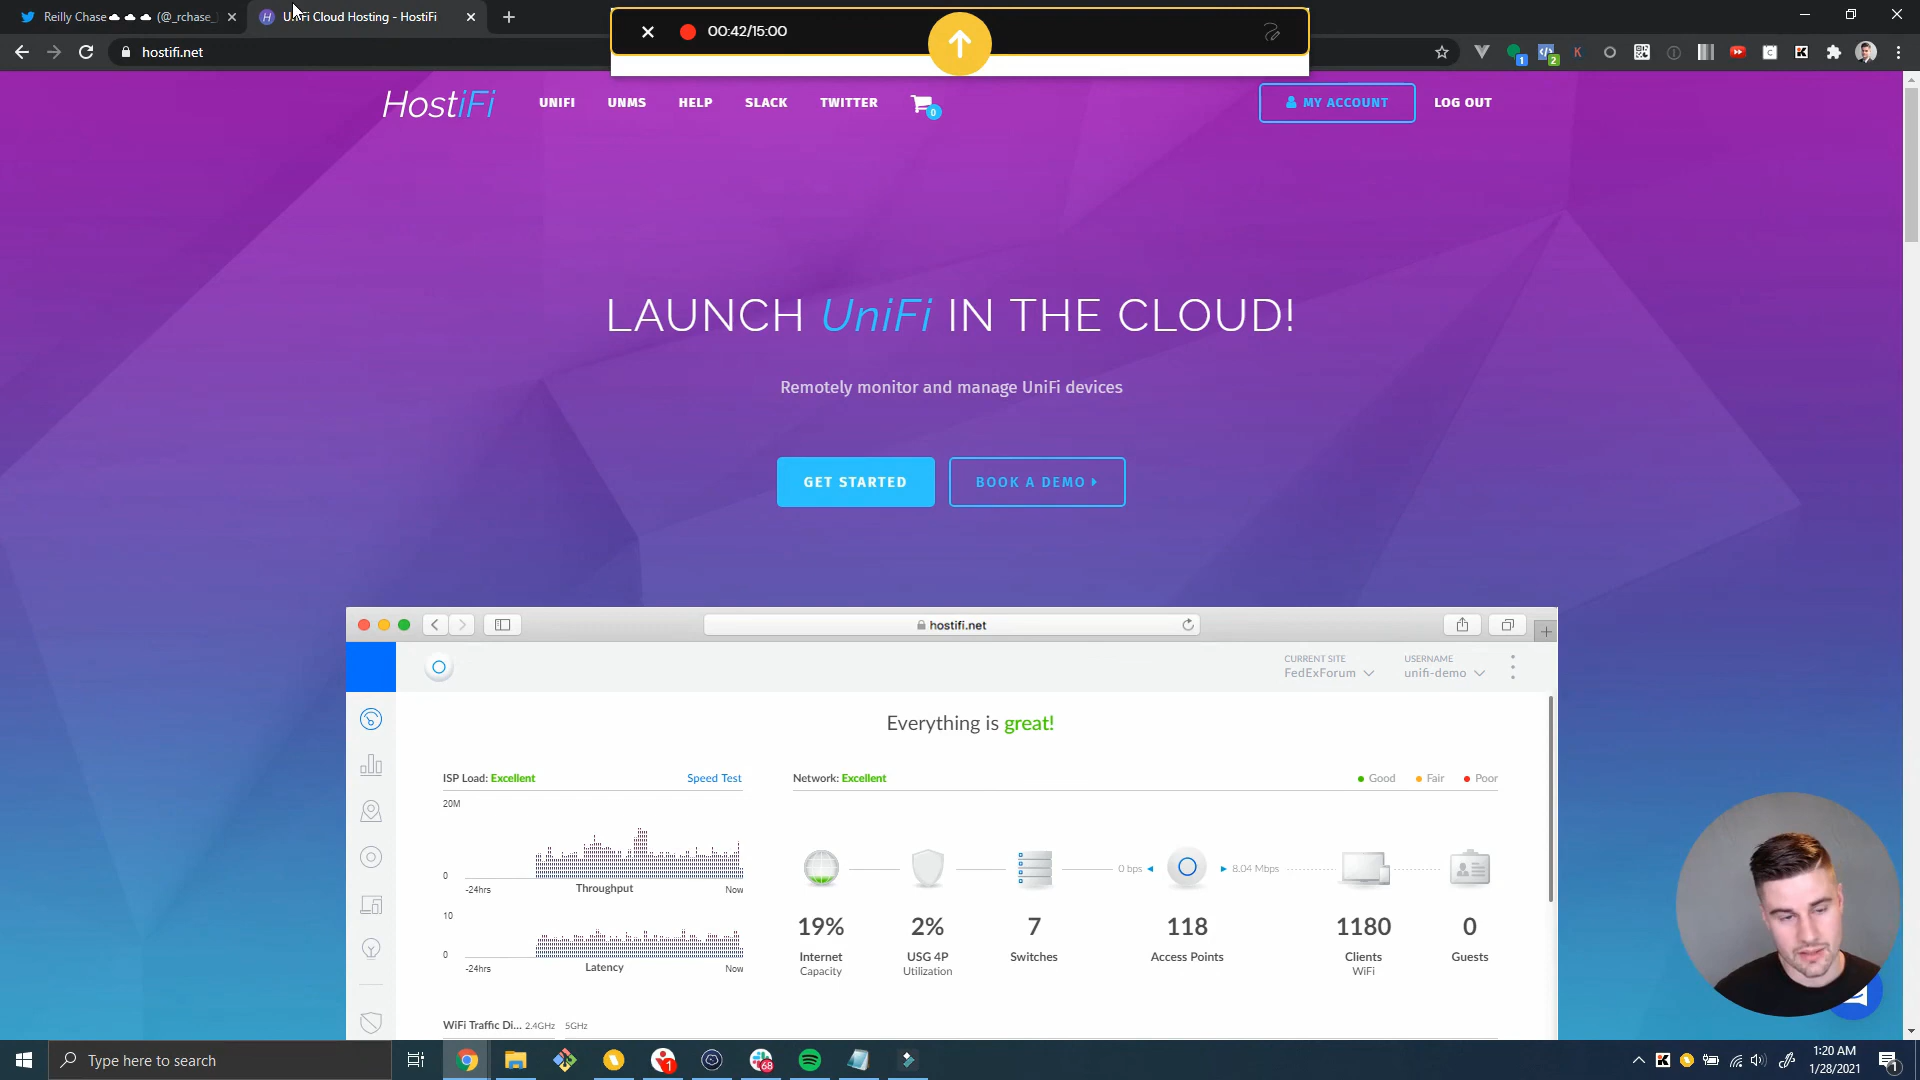 Reilly Chase (@_rchase_
UniFi Cloud Hosting - HostiFi
00:42/15:00
hostifi.net
1
2
HostiFi
UNIFI
UNMS
HELP
SLACK
TWITTER
0
MY ACCOUNT
LOG OUT
LAUNCH UniFi IN THE CLOUD!
Remotely monitor and manage UniFi devices
GET STARTED
BOOK A DEMO
hostifi.net
CURRENT SITE
FedExForum
USERNAME
unifi-demo
Everything is great!
ISP Load: Excellent
Speed Test
Network: Excellent
Good
Fair
Poor
20M
0
-24hrs
Throughput
Now
10
0
-24hrs
Latency
Now
0 bps
8.04 Mbps
19%
Internet
Capacity
2%
USG 4P
Utilization
7
Switches
118
Access Points
1180
Clients
WiFi
0
Guests
WiFi Traffic Di... 2.4GHz 5GHz
Type here to search
1
68
1:20 AM
1/28/2021
1